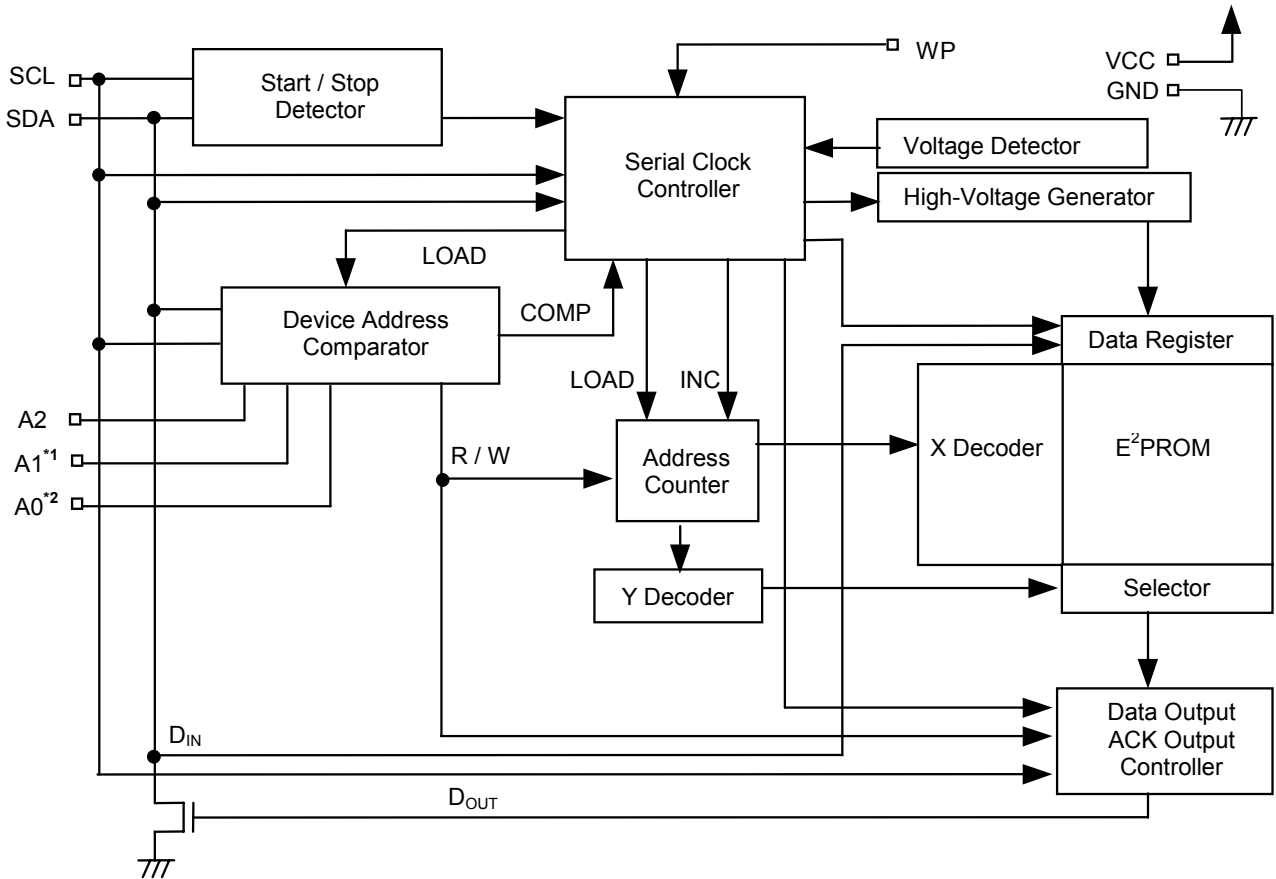 SCL
SDA
Start / Stop
Detector
WP
VCC
GND
Serial Clock
Controller
Voltage Detector
High-Voltage Generator
LOAD
Device Address
Comparator
COMP
LOAD
INC
Data Register
A2
A1*1
A0*2
R / W
Address
Counter
X Decoder
E²PROM
Y Decoder
Selector
DIN
Data Output
ACK Output
Controller
DOUT